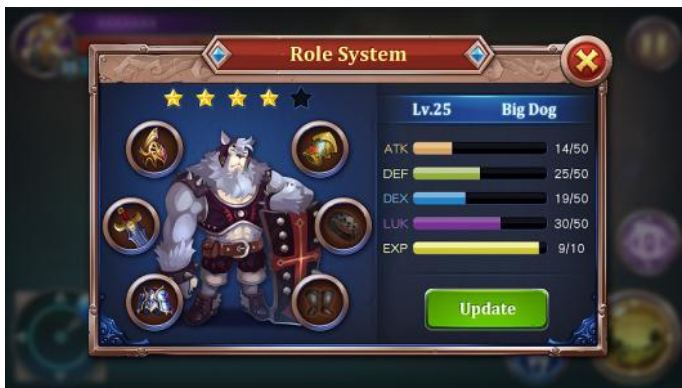 Role System
Lv.25 Big Dog
ATK 14/50
DEF 25/50
DEX 19/50
LUK 30/50
EXP 9/10
Update